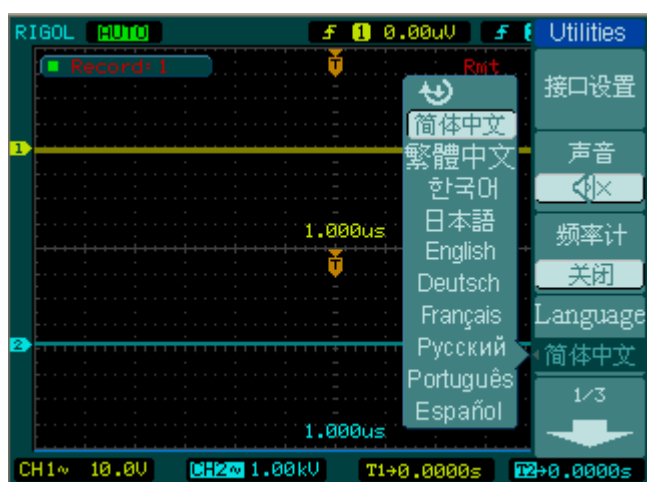 RIGOL AUTO 1 0.00uV
Utilities
Record=1
T
Rmt
接口设置
简体中文
繁體中文
한국어
日本語
English
Deutsch
Français
Русский
Português
Español
声音
频率计
关闭
Language
简体中文
1/3
1
1.000us
T
2
1.000us
CH1~ 10.0V CH2~ 1.00kV T1→0.0000s T2→0.0000s